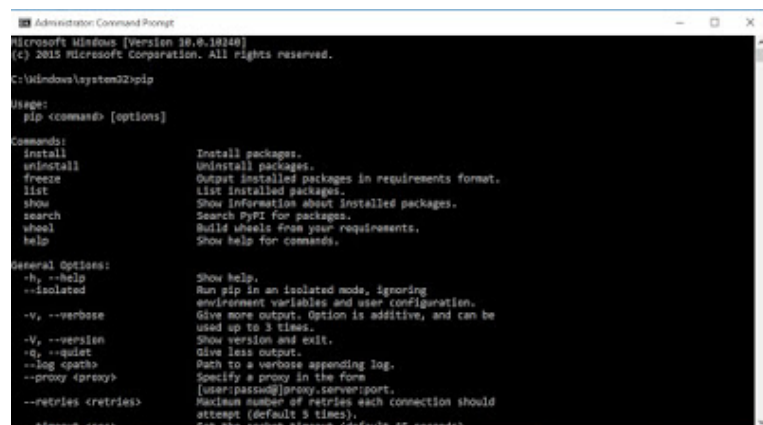 Administrator: Command Prompt
Microsoft Windows [Version 10.0.10240]
(c) 2015 Microsoft Corporation. All rights reserved.
C:\Windows\system32>pip
Usage:
pip <command> [options]
Commands:
install Install packages.
uninstall Uninstall packages.
freeze Output installed packages in requirements format.
list List installed packages.
show Show information about installed packages.
search Search PyPI for packages.
wheel Build wheels from your requirements.
help Show help for commands.
General Options:
-h, --help Show help.
--isolated Run pip in an isolated mode, ignoring
environment variables and user configuration.
-v, --verbose Give more output. Option is additive, and can be
used up to 3 times.
-V, --version Show version and exit.
-q, --quiet Give less output.
--log <path> Path to a verbose appending log.
--proxy <proxy> Specify a proxy in the form
[user:passwd@]proxy.server:port.
--retries <retries> Maximum number of retries each connection should
attempt (default 5 times).